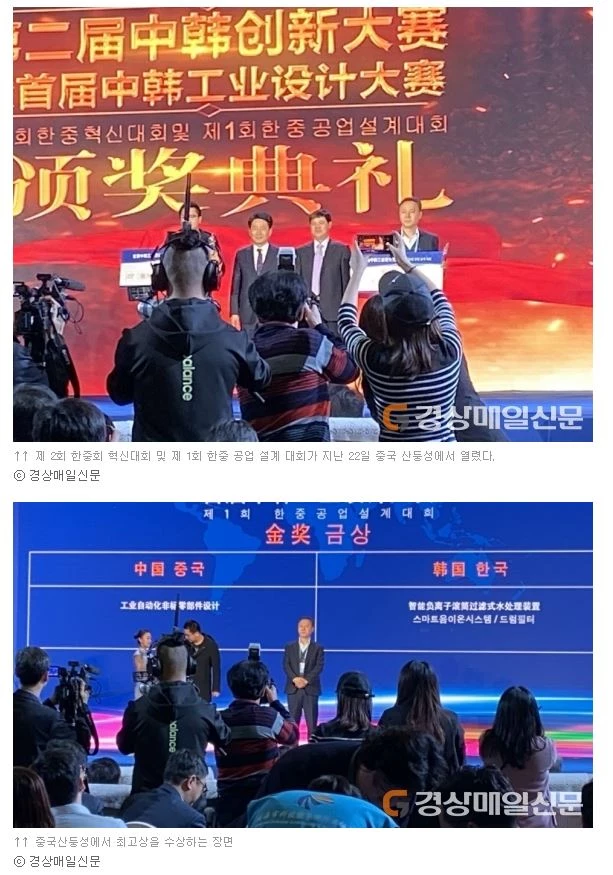 第二届中韩创新大赛
首届中韩工业设计大赛
회한중혁신대회및 제1회한중공업설계대회
颁奖典礼
balance
경상매일신문
↑↑ 제 2회 한중회 혁신대회 및 제 1회 한중 공업 설계 대회가 지난 22일 중국 산둥성에서 열렸다.
ⓒ 경상매일신문
제1회 한중공업설계대회
金奖 금상
中国 중국
韩国 한국
工业自动化非标零部件设计
智能负离子滚筒过滤式水处理装置
스마트음이온시스템 / 드럼필터
balance
경상매일신문
↑↑ 중국산둥성에서 최고상을 수상하는 장면
ⓒ 경상매일신문